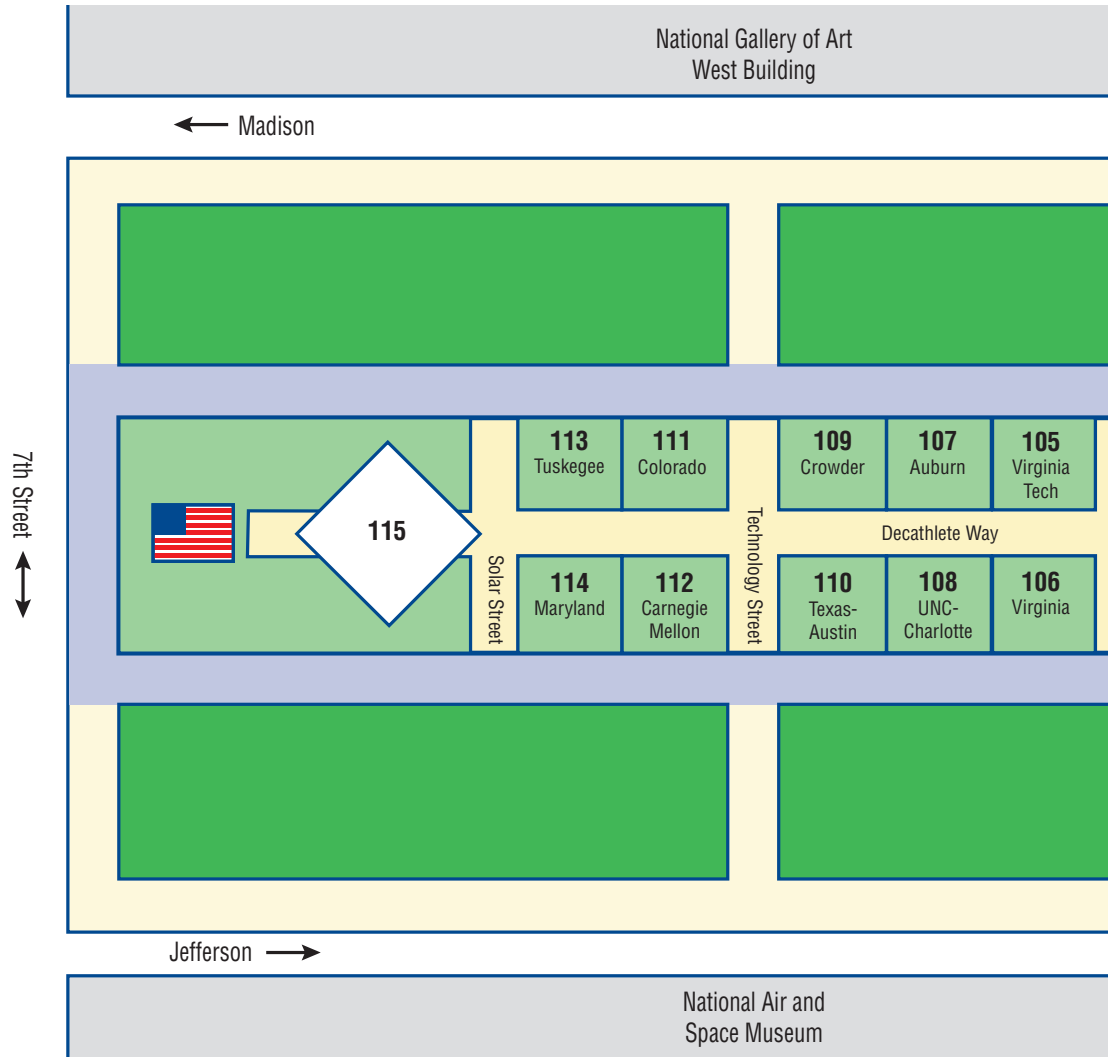 National Gallery of Art
West Building
Madison
7th Street
113
Tuskegee
111
Colorado
109
Crowder
107
Auburn
105
Virginia
Tech
115
Solar Street
Technology Street
Decathlete Way
114
Maryland
112
Carnegie
Mellon
110
Texas-
Austin
108
UNC-
Charlotte
106
Virginia
Jefferson
National Air and
Space Museum